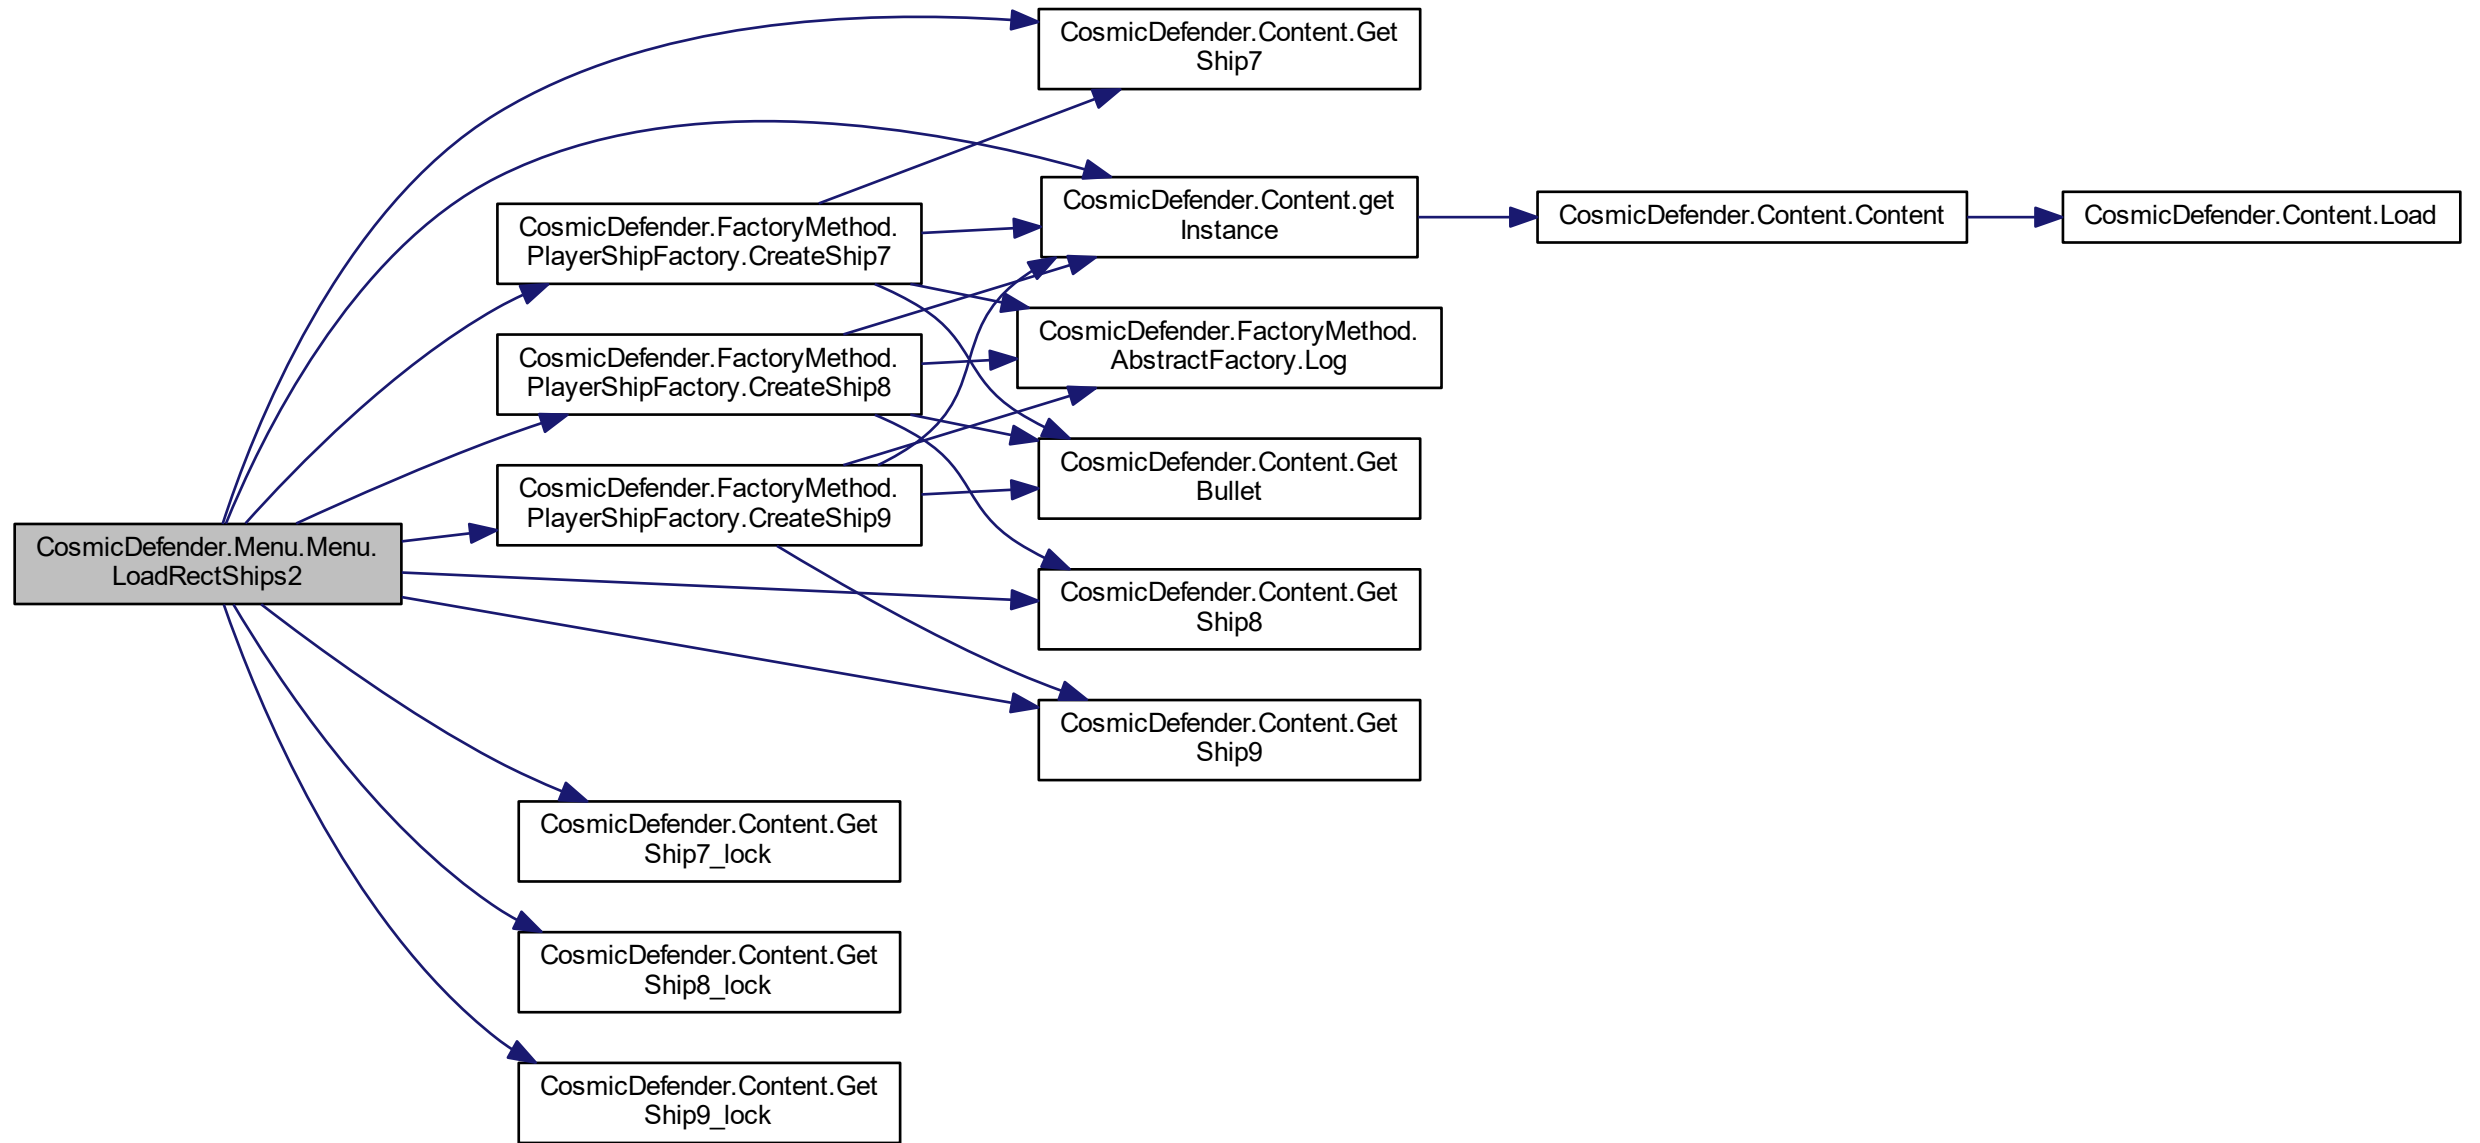 CosmicDefender.Menu.Menu.
LoadRectShips2
CosmicDefender.FactoryMethod.
PlayerShipFactory.CreateShip7
CosmicDefender.FactoryMethod.
PlayerShipFactory.CreateShip8
CosmicDefender.FactoryMethod.
PlayerShipFactory.CreateShip9
CosmicDefender.Content.Get
Ship7_lock
CosmicDefender.Content.Get
Ship8_lock
CosmicDefender.Content.Get
Ship9_lock
CosmicDefender.Content.Get
Ship7
CosmicDefender.Content.get
Instance
CosmicDefender.FactoryMethod.
AbstractFactory.Log
CosmicDefender.Content.Get
Bullet
CosmicDefender.Content.Get
Ship8
CosmicDefender.Content.Get
Ship9
CosmicDefender.Content.Content
CosmicDefender.Content.Load